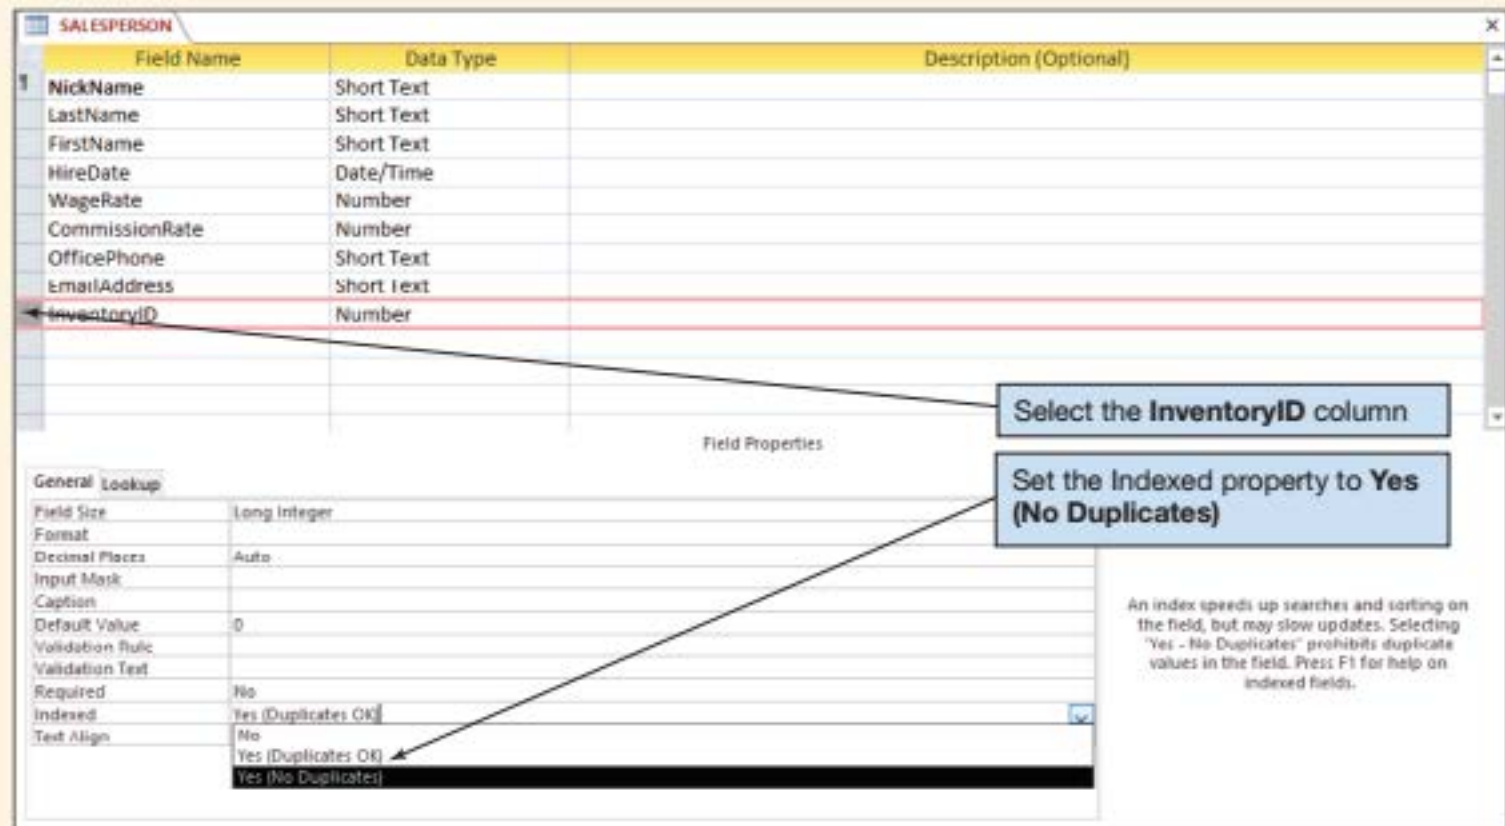 SALESPERSON
Field Name Data Type Description (Optional)
NickName Short Text
LastName Short Text
FirstName Short Text
HireDate Date/Time
WageRate Number
CommissionRate Number
OfficePhone Short Text
EmailAddress Short Text
InventoryID Number
Select the InventoryID column
Field Properties
Set the Indexed property to Yes
(No Duplicates)
General Lookup
Field Size Long Integer
Format
Decimal Places Auto
Input Mask
Caption
Default Value 0
Validation Rule
Validation Text
Required No
Indexed Yes (Duplicates OK)
Text Align
No
Yes (Duplicates OK)
Yes (No Duplicates)
An index speeds up searches and sorting on
the field, but may slow updates. Selecting
"Yes - No Duplicates" prohibits duplicate
values in the field. Press F1 for help on
indexed fields.